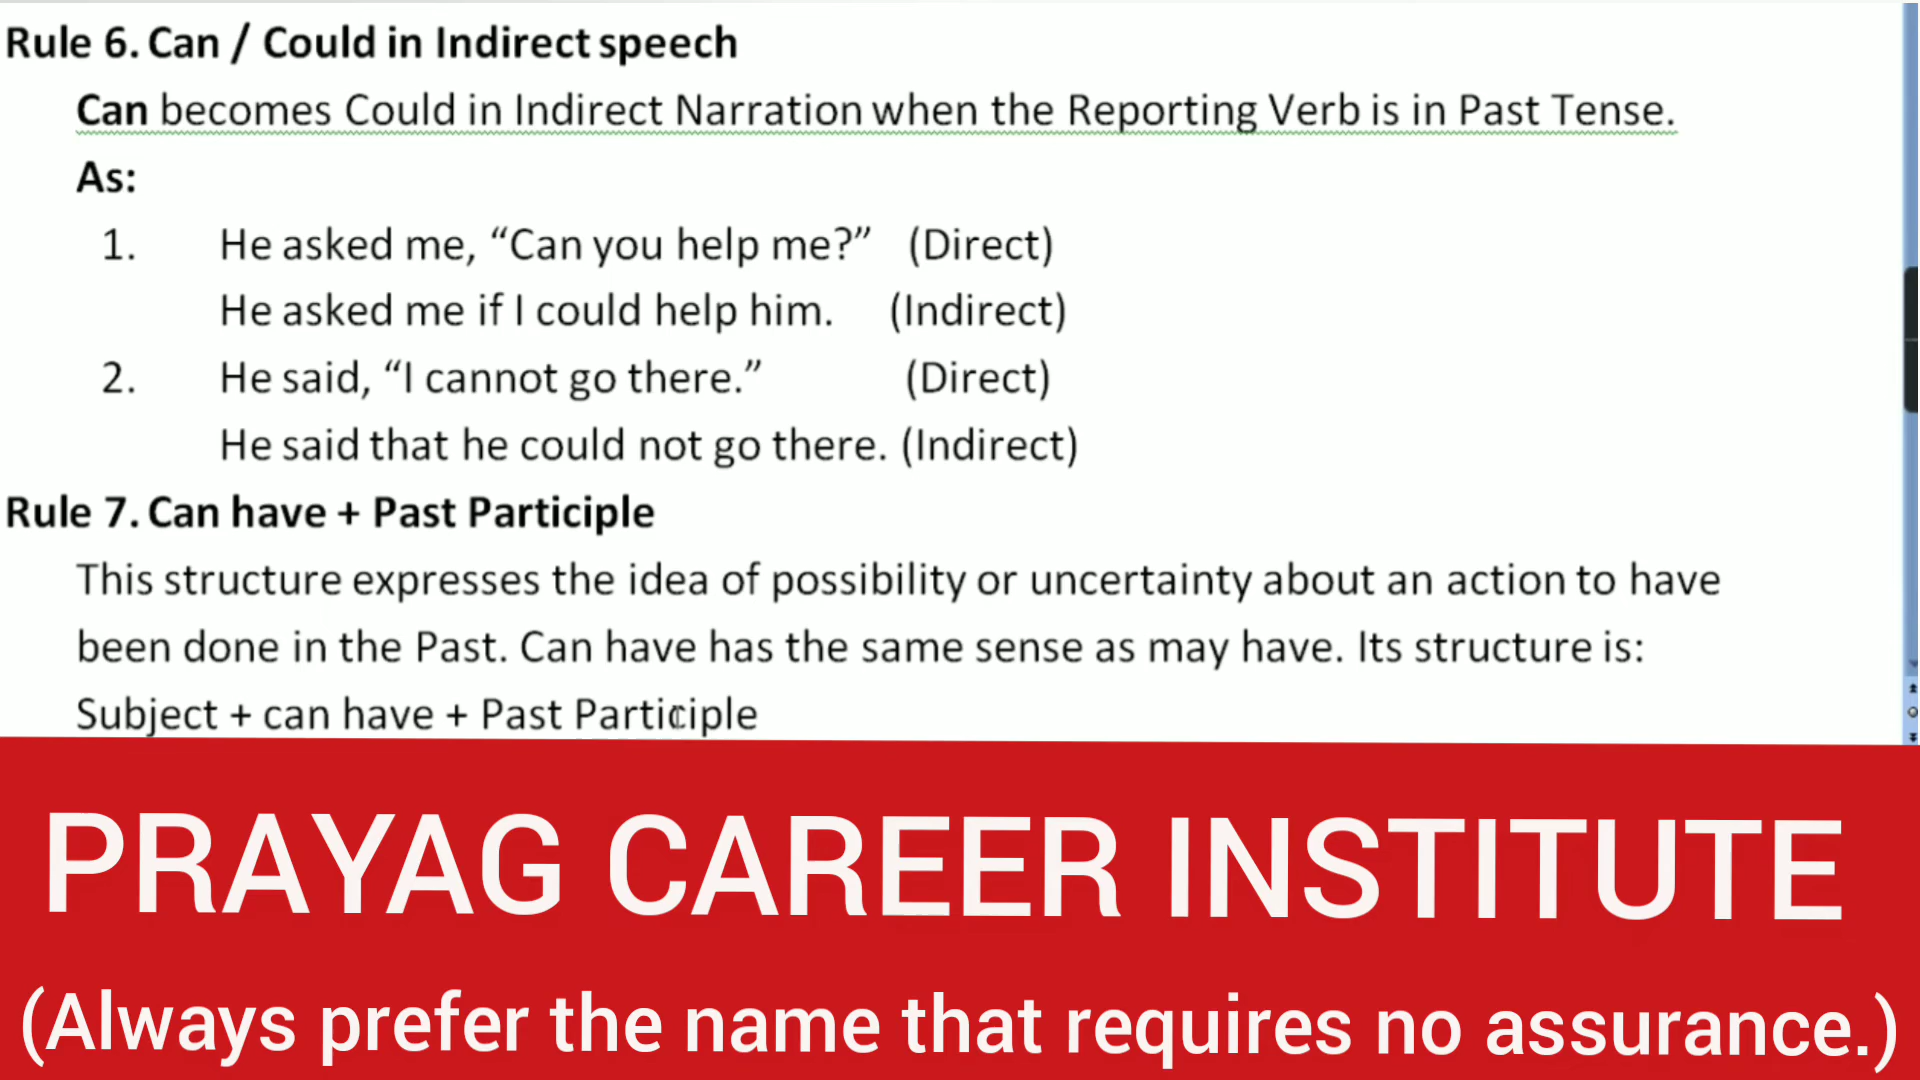 Rule 6. Can / Could in Indirect speech
Can becomes Could in Indirect Narration when the Reporting Verb is in Past Tense.
As:
1. He asked me, “Can you help me?” (Direct)
He asked me if I could help him. (Indirect)
2. He said, “I cannot go there.” (Direct)
He said that he could not go there. (Indirect)
Rule 7. Can have + Past Participle
This structure expresses the idea of possibility or uncertainty about an action to have
been done in the Past. Can have has the same sense as may have. Its structure is:
Subject + can have + Past Participle
PRAYAG CAREER INSTITUTE
(Always prefer the name that requires no assurance.)